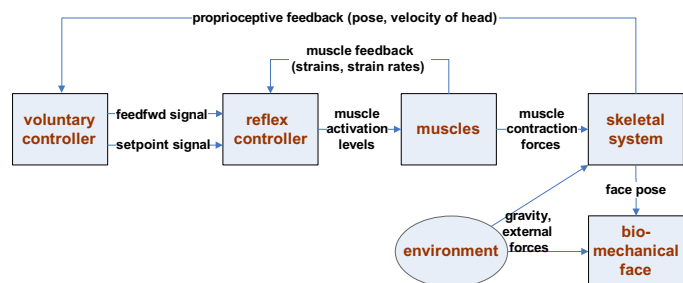 proprioceptive feedback (pose, velocity of head)
muscle feedback
(strains, strain rates)
voluntary
controller
feedfwd signal
setpoint signal
reflex
controller
muscle
activation
levels
muscles
muscle
contraction
forces
skeletal
system
face pose
gravity,
external
forces
environment
bio-
mechanical
face